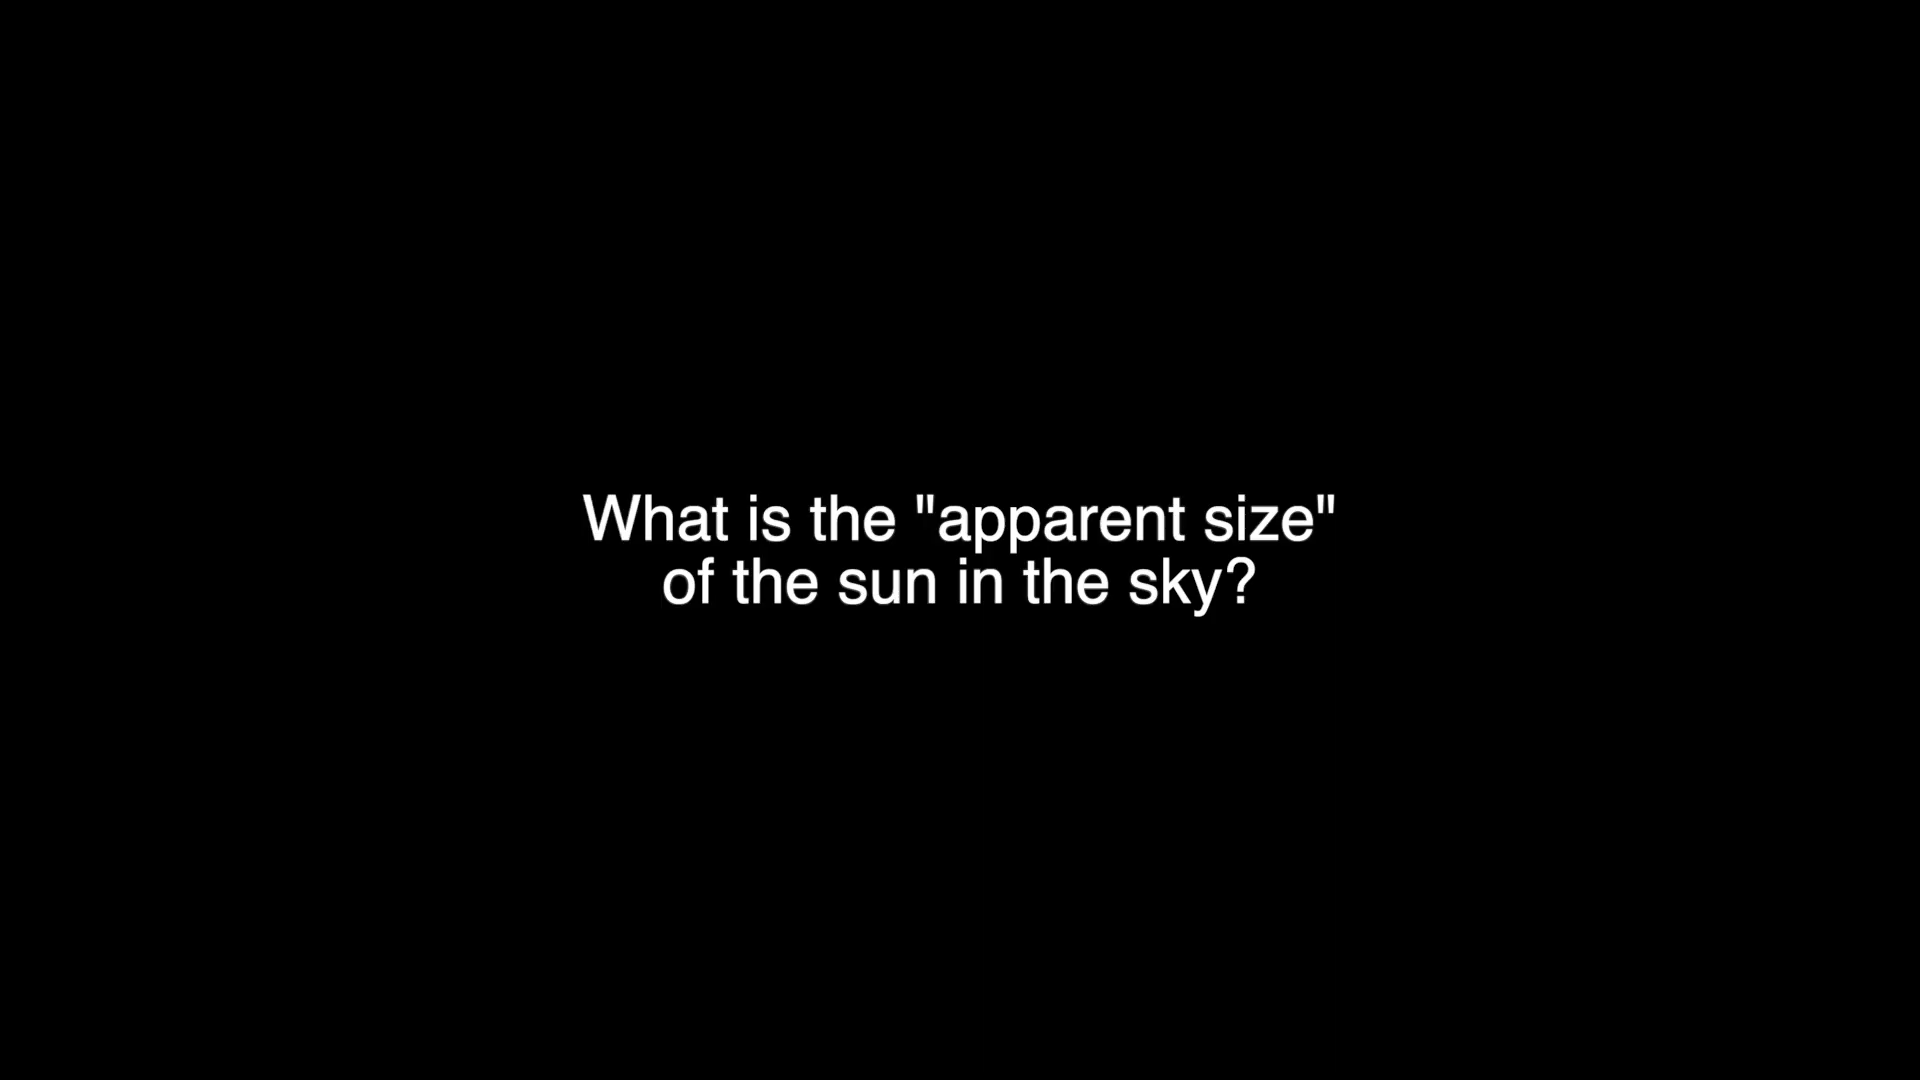 What is the "apparent size"
of the sun in the sky?